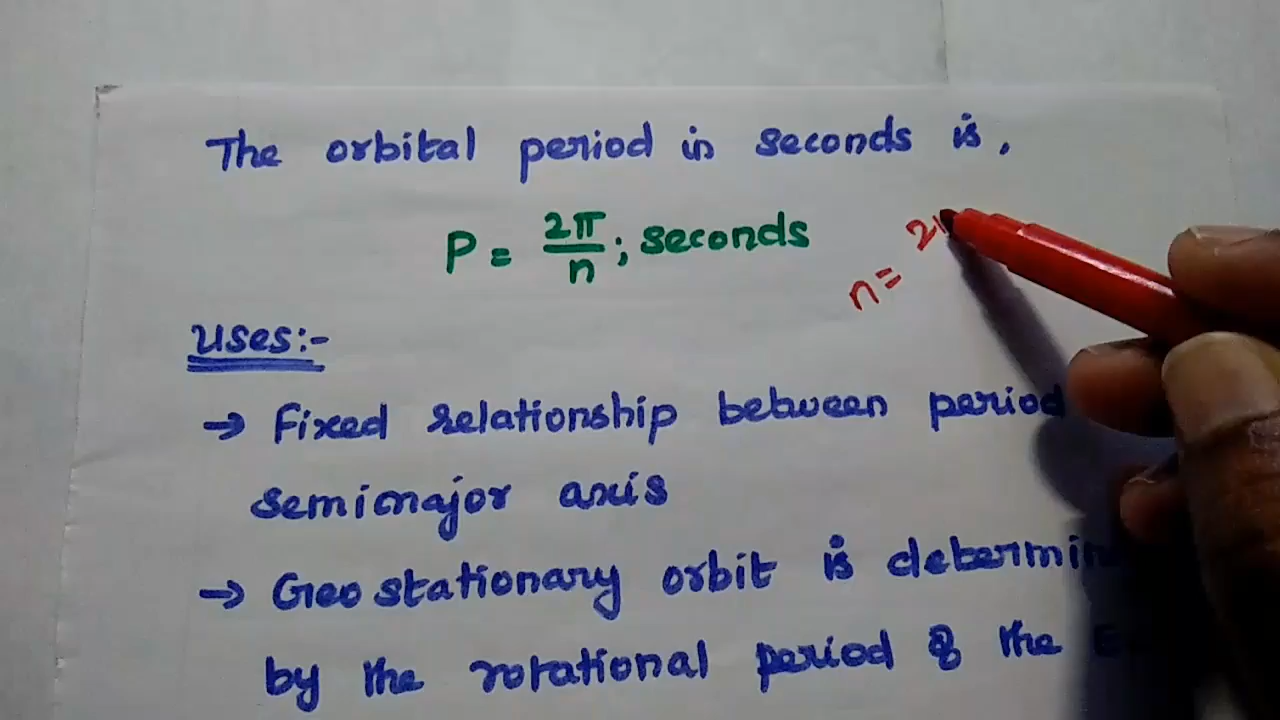 The orbital period in seconds is,
P = 2π/n ; seconds
n = 2
Uses:-
→ Fixed relationship between period
semimajor axis
→ Geostationary orbit is
by the rotational period of the